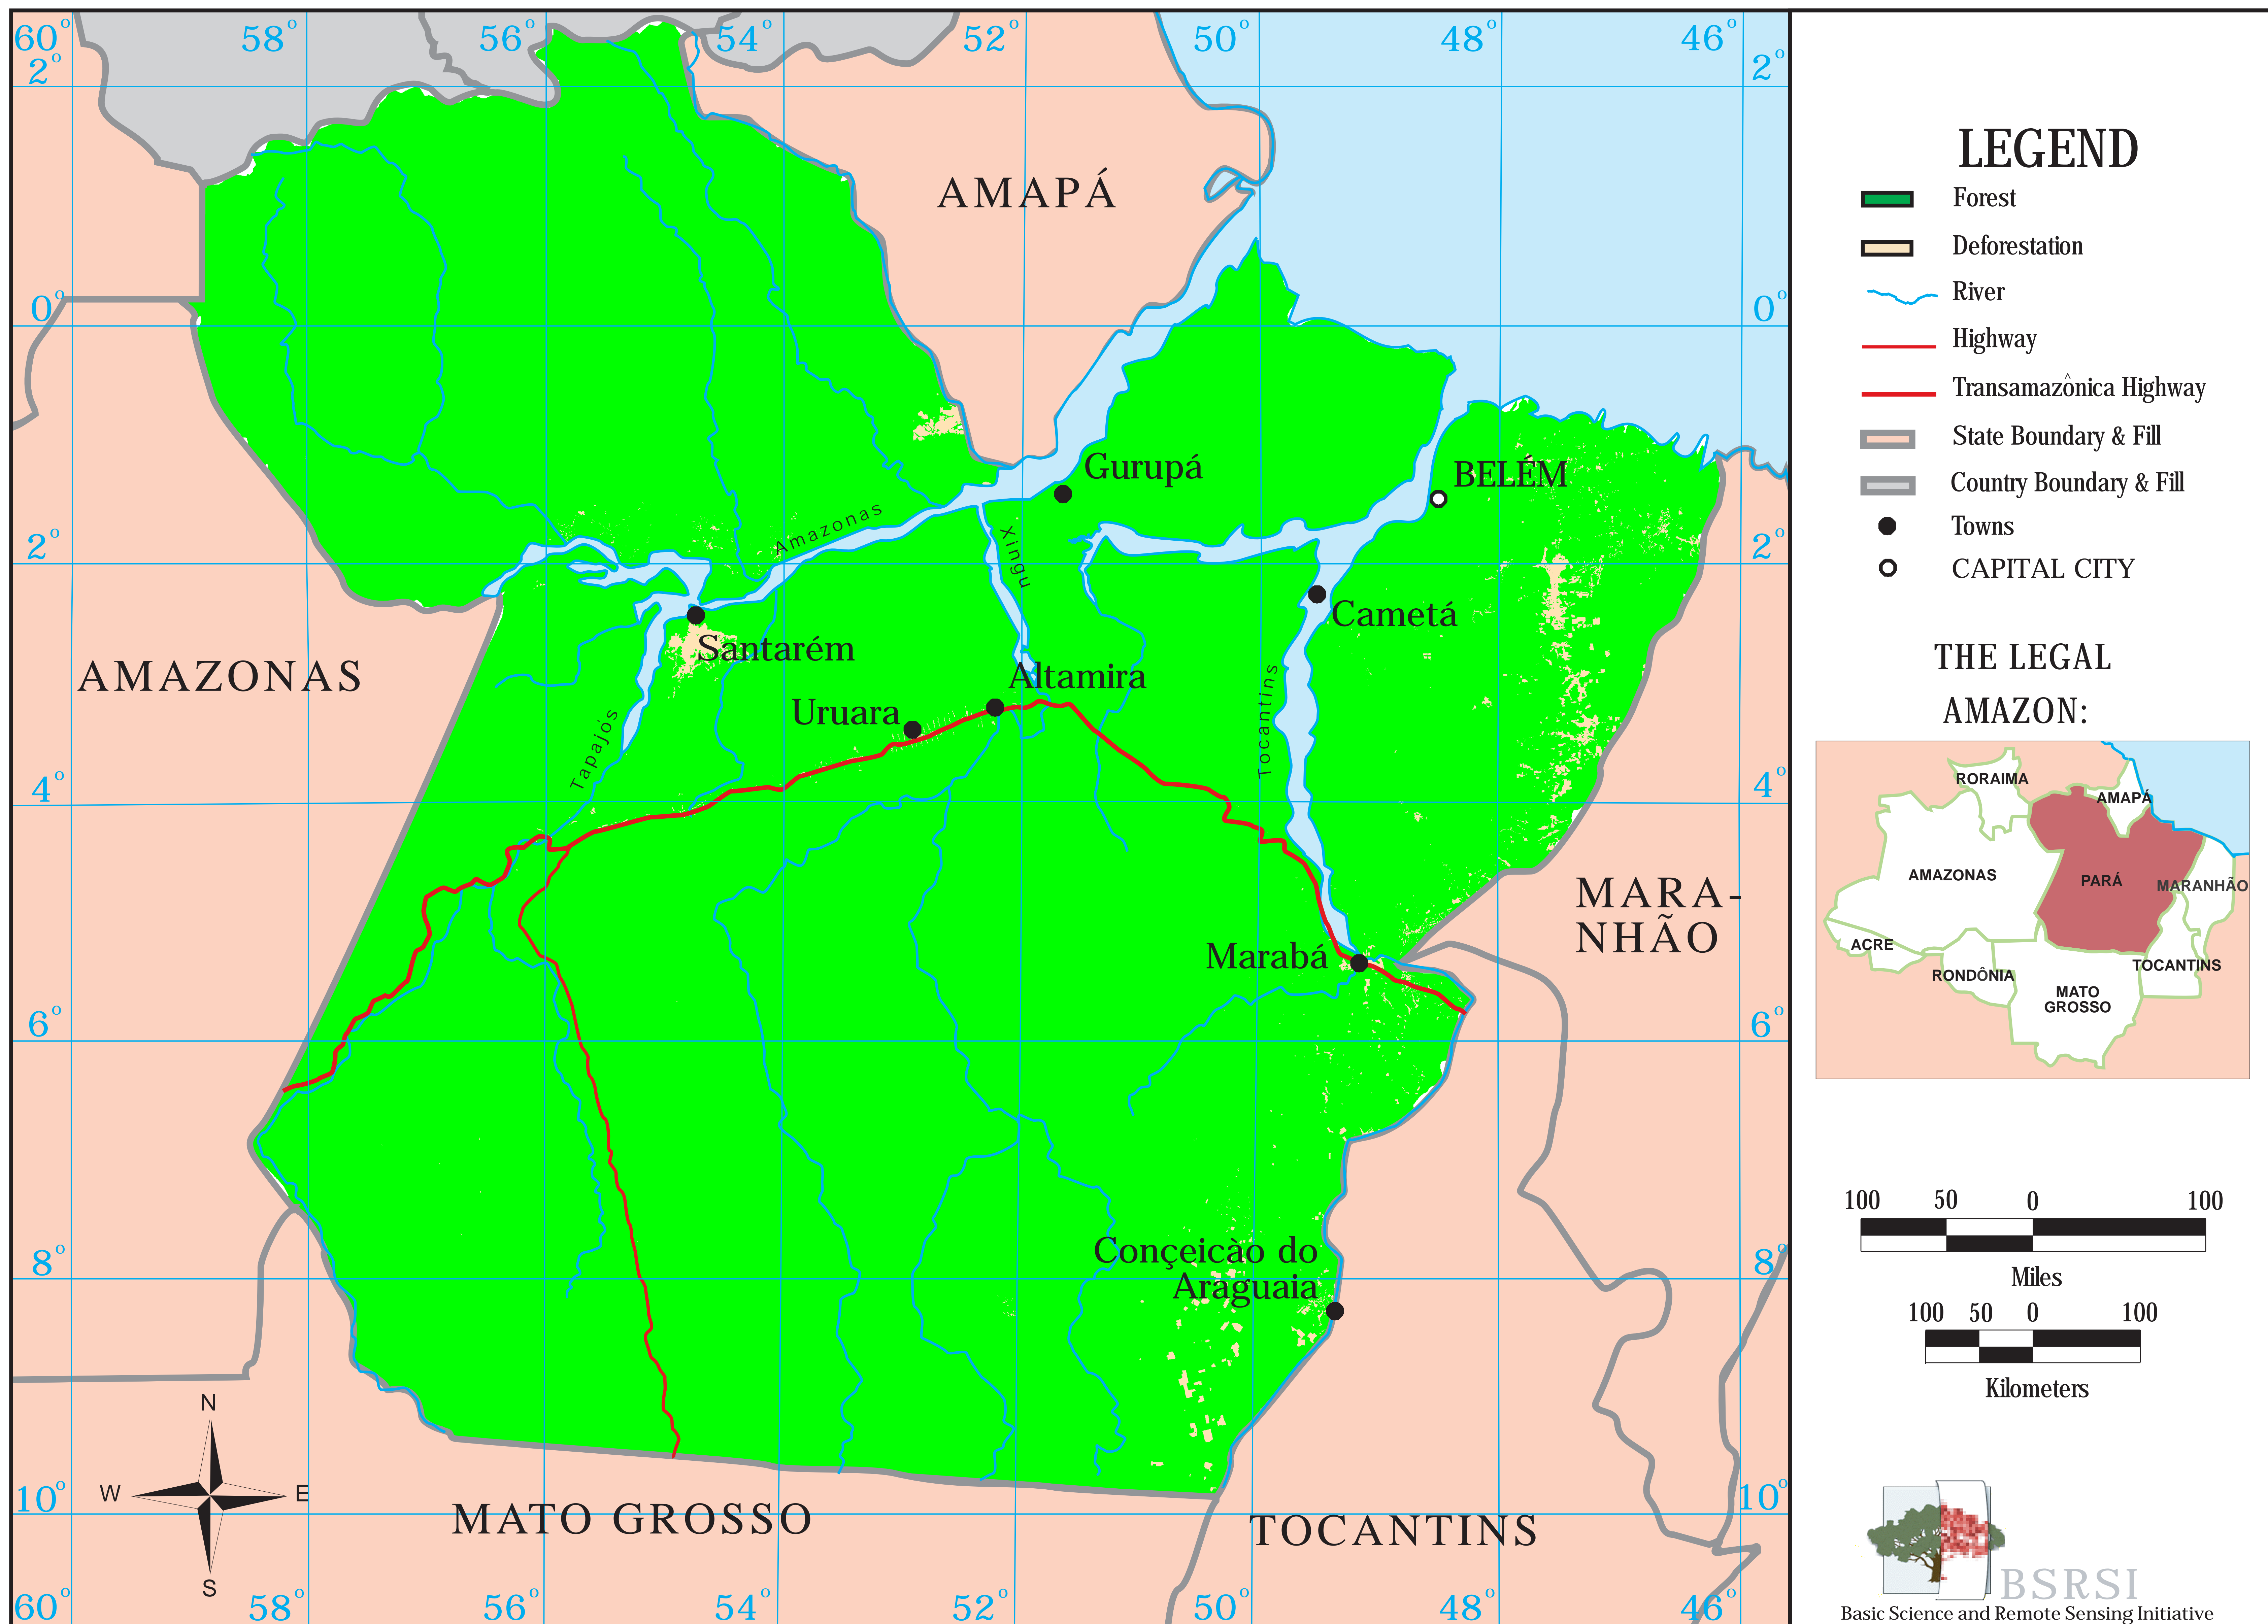 60° 58° 56° 54° 52° 50° 48° 46°
2° 2°
AMAPÁ
0° 0°
Gurupá
BELÉM
Amazonas
Xingu
2° 2°
Cametá
Santarém
AMAZONAS
Altamira
Uruara
Tapajós
Tocantins
4° 4°
MARA-
NHÃO
Marabá
6° 6°
Conçeicào do
Araguaia
8° 8°
N
W E
S
10° 10°
MATO GROSSO
TOCANTINS
60° 58° 56° 54° 52° 50° 48° 46°
LEGEND
Forest
Deforestation
River
Highway
Transamazônica Highway
State Boundary & Fill
Country Boundary & Fill
Towns
CAPITAL CITY
THE LEGAL
AMAZON:
RORAIMA
AMAPÁ
AMAZONAS
PARÁ
MARANHÃO
ACRE
RONDÔNIA
TOCANTINS
MATO
GROSSO
100 50 0 100
Miles
100 50 0 100
Kilometers
BSRSI
Basic Science and Remote Sensing Initiative